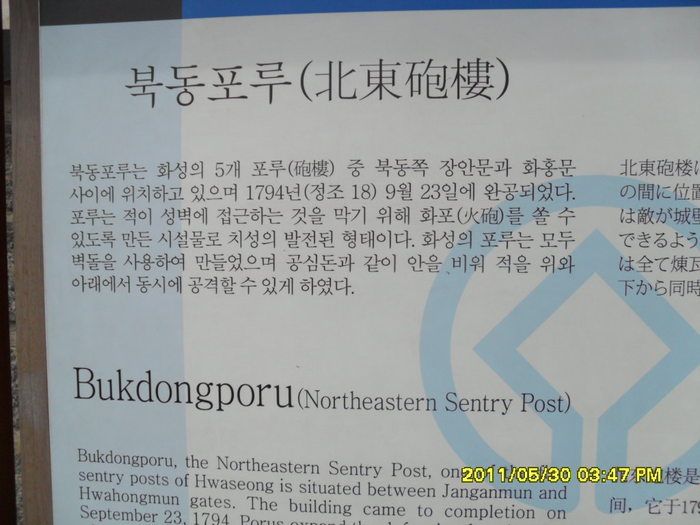 북동포루(北東砲樓)
북동포루는 화성의 5개 포루(砲樓) 중 북동쪽 장안문과 화홍문
사이에 위치하고 있으며 1794년(정조 18) 9월 23일에 완공되었다.
포루는 적이 성벽에 접근하는 것을 막기 위해 화포(火砲)를 쏠 수
있도록 만든 시설물로 치성의 발전된 형태이다. 화성의 포루는 모두
벽돌을 사용하여 만들었으며 공심돈과 같이 안을 비워 적을 위와
아래에서 동시에 공격할 수 있게 하였다.
Bukdongporu(Northeastern Sentry Post)
Bukdongporu, the Northeastern Sentry Post, one
sentry posts of Hwaseong is situated between Janganmun and
Hwahongmun gates. The building came to completion on
September 23, 1794.
北東砲樓
の間に位置
は敵が城
できるよう
は全て煉瓦
下から同時
楼是
间，它于17
2011/05/30 03:47 PM